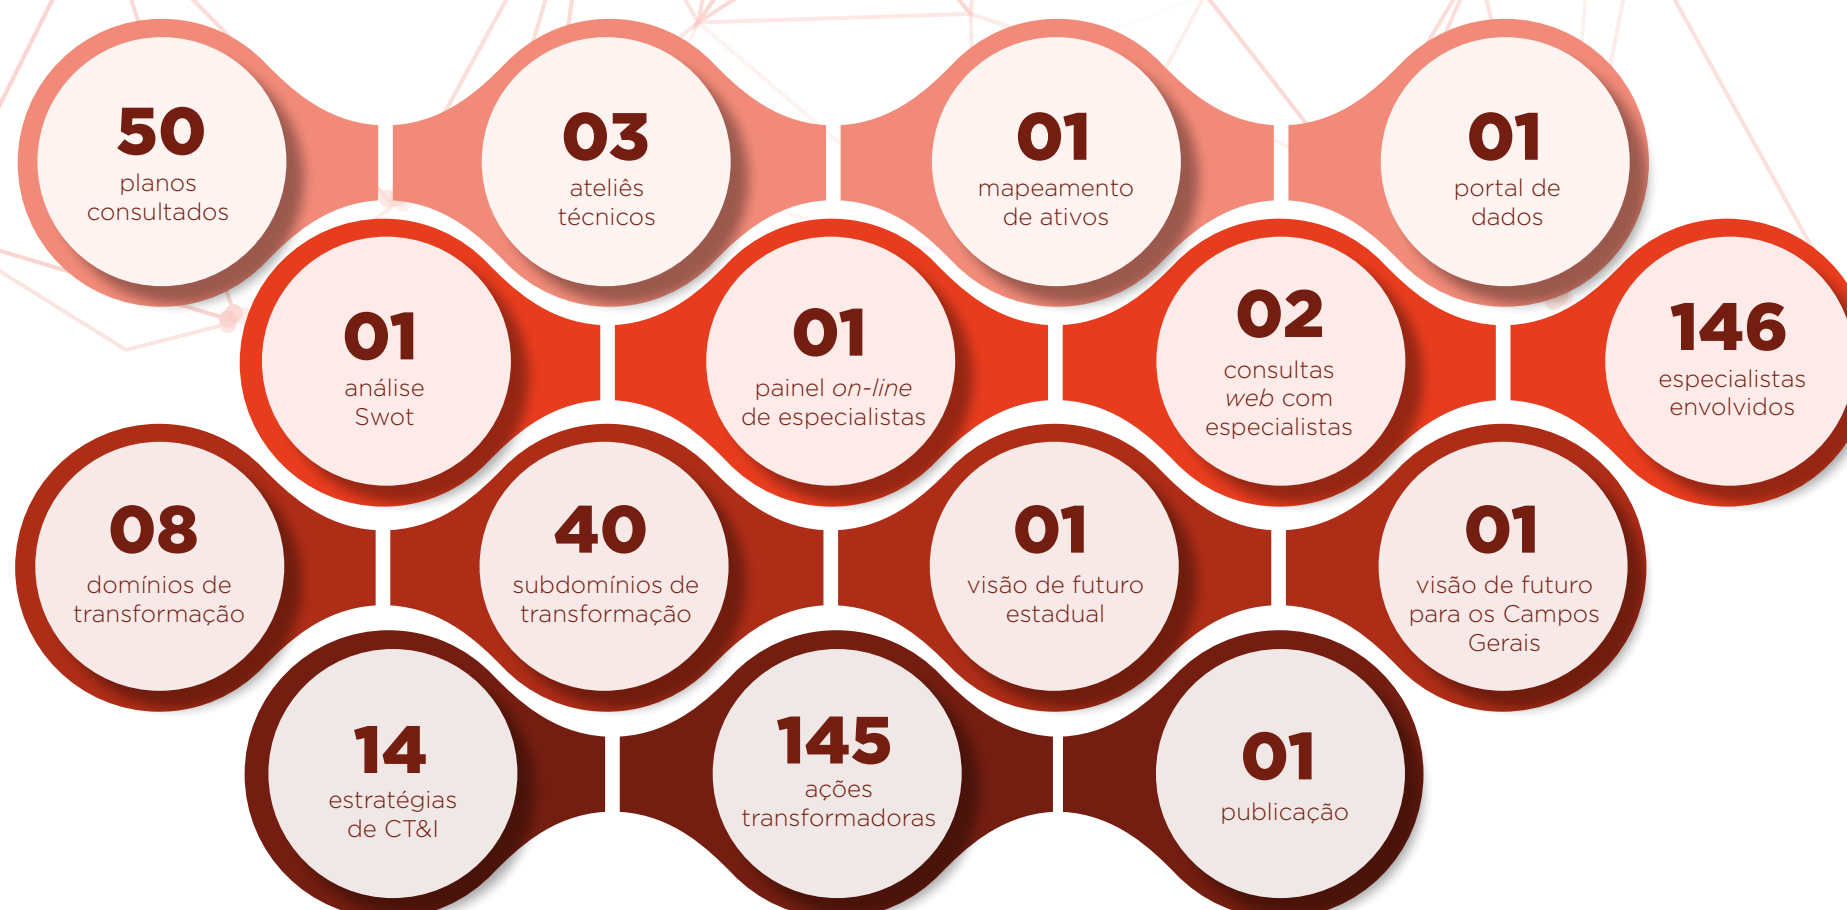 50
planos
consultados
03
ateliês
técnicos
01
mapeamento
de ativos
01
portal de
dados
01
análise
Swot
01
painel on-line
de especialistas
02
consultas
web com
especialistas
146
especialistas
envolvidos
08
domínios de
transformação
40
subdomínios de
transformação
01
visão de futuro
estadual
01
visão de futuro
para os Campos
Gerais
14
estratégias
de CT&I
145
ações
transformadoras
01
publicação